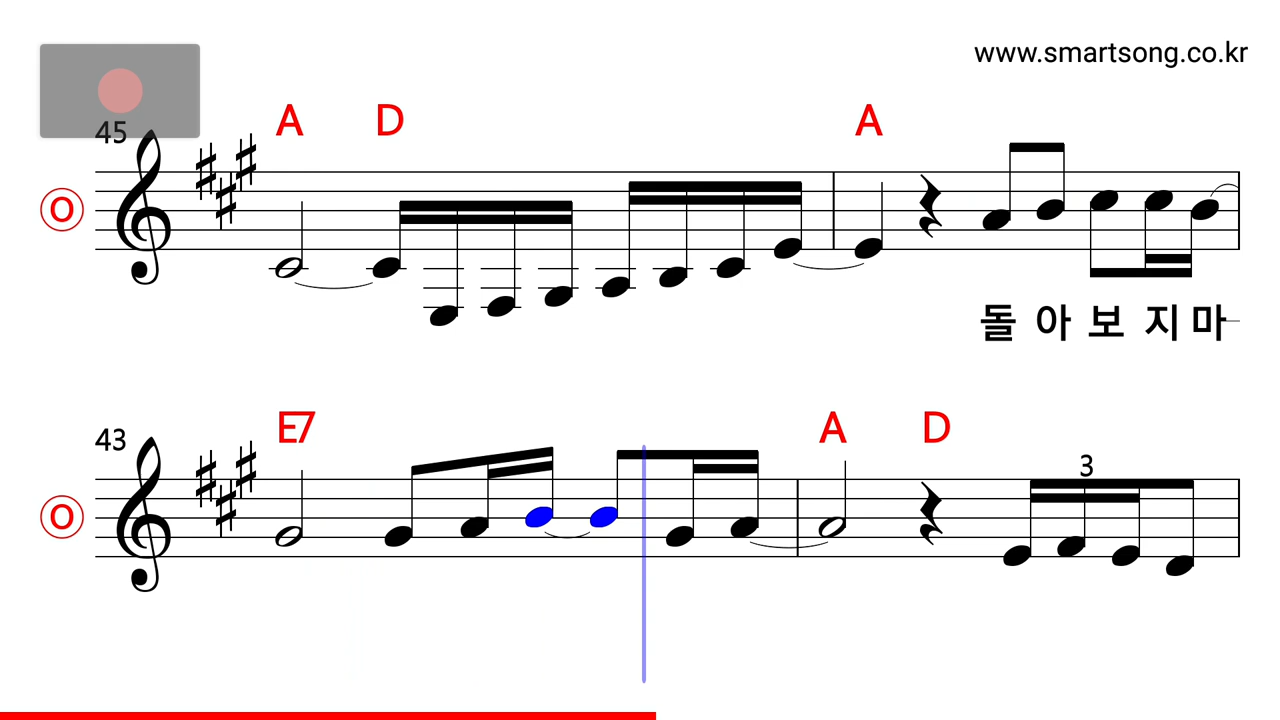 www.smartsong.co.kr
A D A
45
O
돌 아 보 지 마
E7 A D
43
3
O